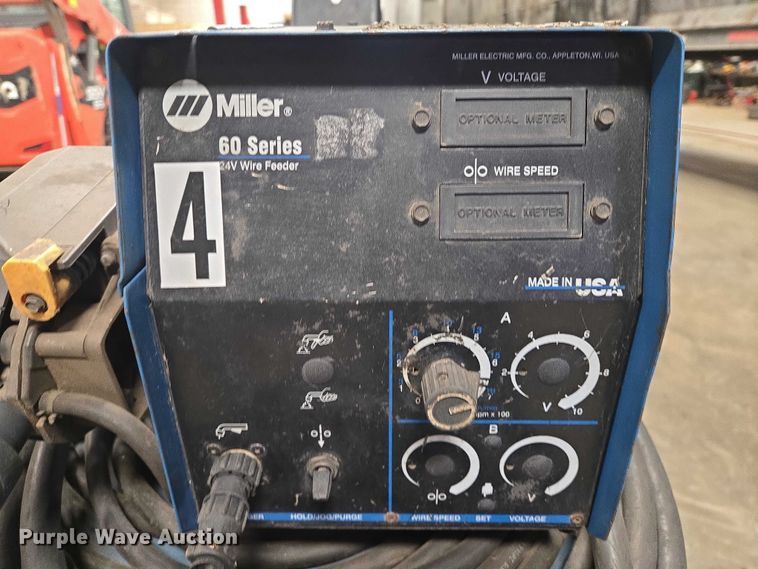 MILLER ELECTRIC MFG. CO., APPLETON, WI. USA
V VOLTAGE
Miller®
OPTIONAL METER
60 Series
24V Wire Feeder
WIRE SPEED
4
OPTIONAL METER
MADE IN USA
A
4 6
2 8
V 10
pm x 100
B
V
HOLD/JOG/PURGE WIRE SPEED SET VOLTAGE
Purple Wave Auction